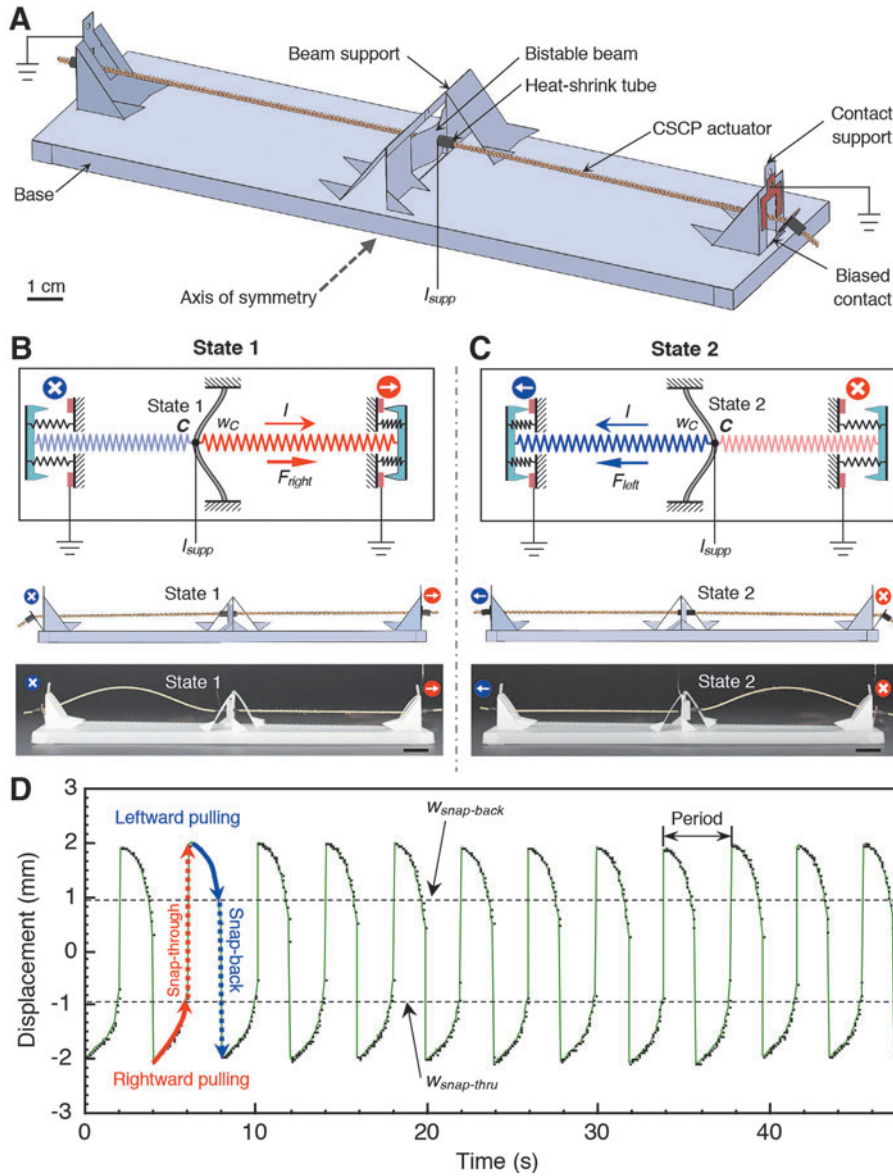 A
Beam support
Bistable beam
Heat-shrink tube
CSCP actuator
Contact
support
Base
Axis of symmetry
I_supp
Biased
contact
1 cm
B
State 1
State 1
C
w_C
I
F_right
I_supp
State 1
State 1
C
State 2
State 2
C
w_C
I
F_left
I_supp
State 2
State 2
D
Displacement (mm)
3
2
1
0
-1
-2
-3
Leftward pulling
Snap-through
Snap-back
Rightward pulling
w_snap-back
w_snap-thru
Period
0
10
20
30
40
Time (s)